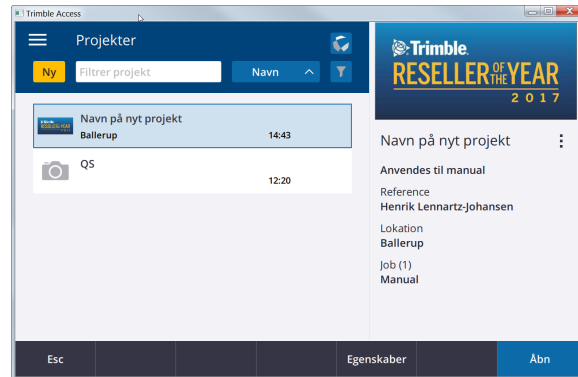 Trimble Access
Projekter
Ny
Filtrer projekt
Navn
Navn på nyt projekt
Ballerup
14:43
QS
12:20
Trimble.
RESELLER OF THE YEAR
2017
Navn på nyt projekt
Anvendes til manual
Reference
Henrik Lennartz-Johansen
Lokation
Ballerup
Job (1)
Manual
Esc
Egenskaber
Åbn